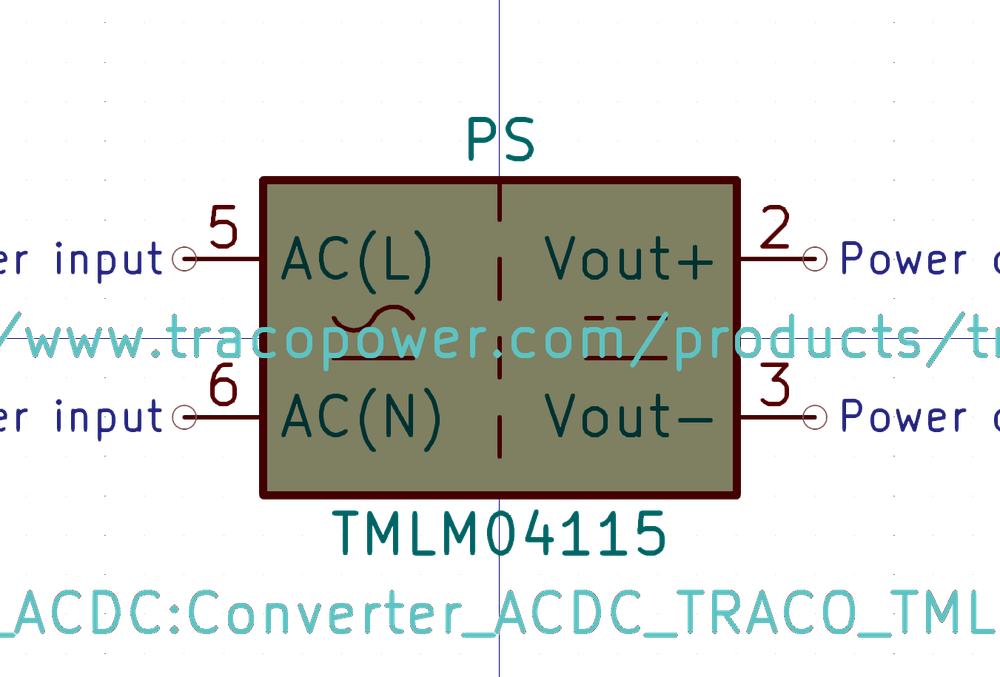 PS
5 AC(L) Vout+ 2
er input Power
/www.tracopower.com/products/t
6 AC(N) Vout- 3
er input Power
TMLM04115
_ACDC:Converter_ACDC_TRACO_TML